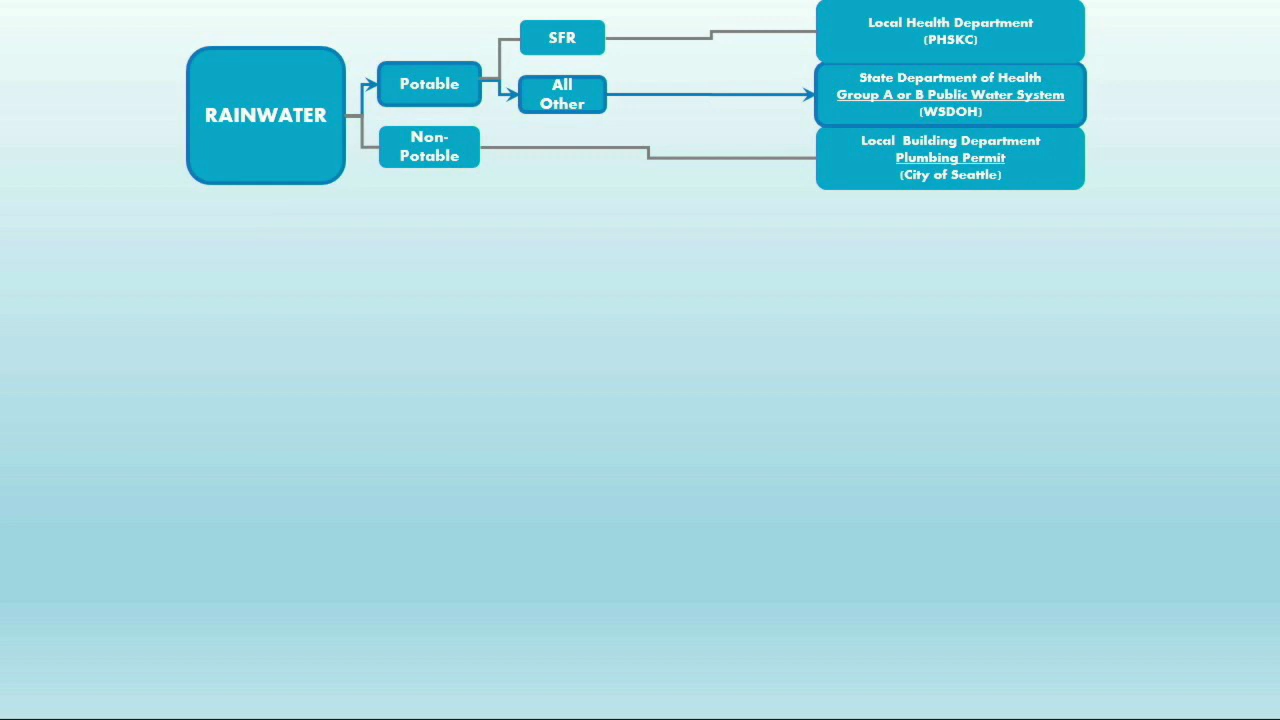 RAINWATER
Potable
Non-
Potable
SFR
All
Other
Local Health Department
(PHSKC)
State Department of Health
Group A or B Public Water System
(WSDOH)
Local Building Department
Plumbing Permit
(City of Seattle)